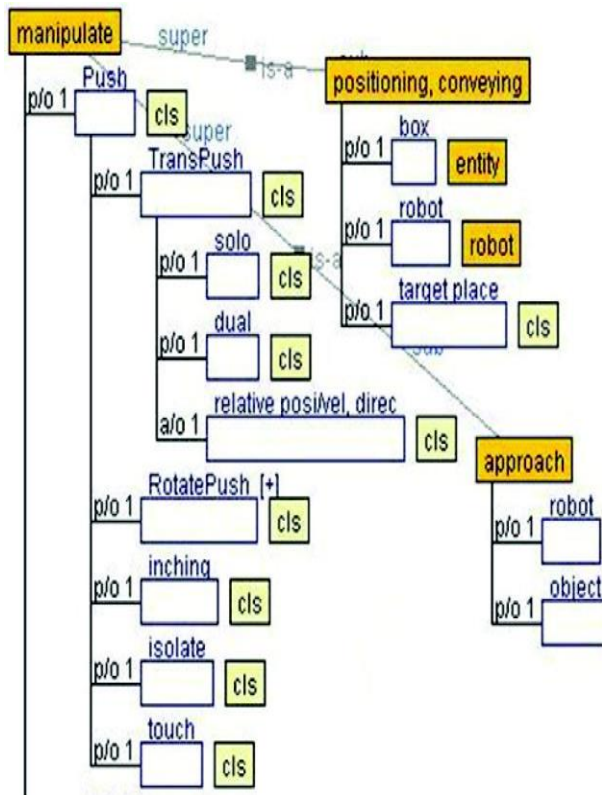 manipulate
super
is-a
sub
positioning, conveying
p/o 1
Push
cls
super
p/o 1
box
entity
p/o 1
TransPush
cls
p/o 1
robot
robot
p/o 1
solo
cls
is-a
p/o 1
target place
cls
p/o 1
dual
cls
sub
a/o 1
relative posi/vel, direc
cls
approach
p/o 1
RotatePush [+]
cls
p/o 1
robot
p/o 1
inching
cls
p/o 1
object
p/o 1
isolate
cls
p/o 1
touch
cls